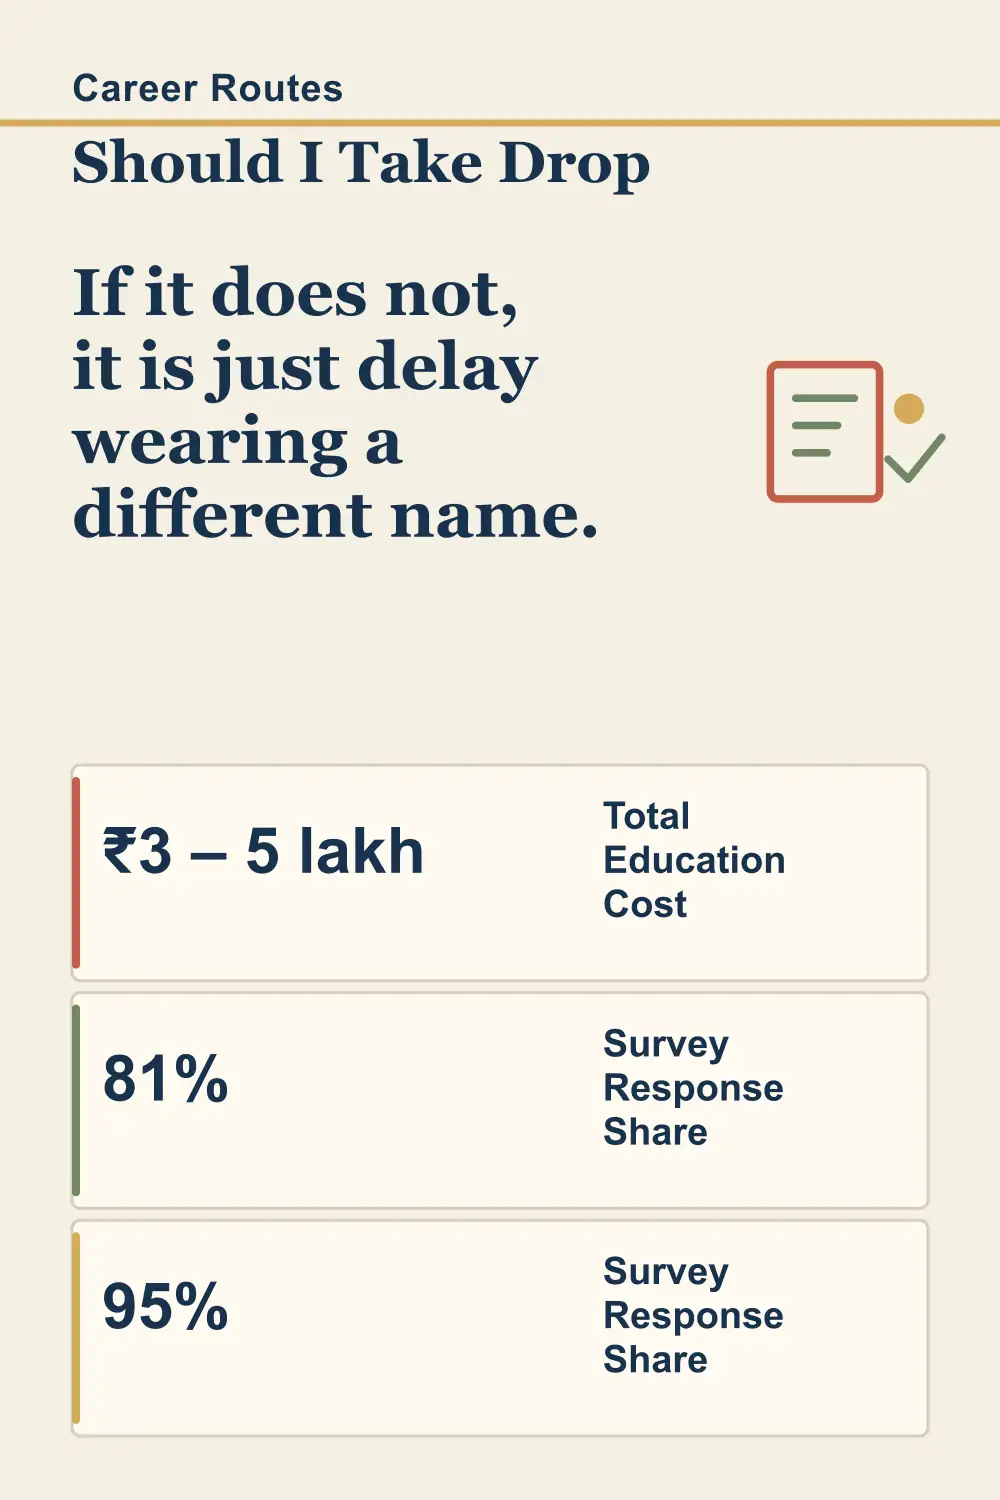 Career Routes
Should I Take Drop
If it does not,
it is just delay
wearing a
different name.
₹3 – 5 lakh
Total
Education
Cost
81%
Survey
Response
Share
95%
Survey
Response
Share